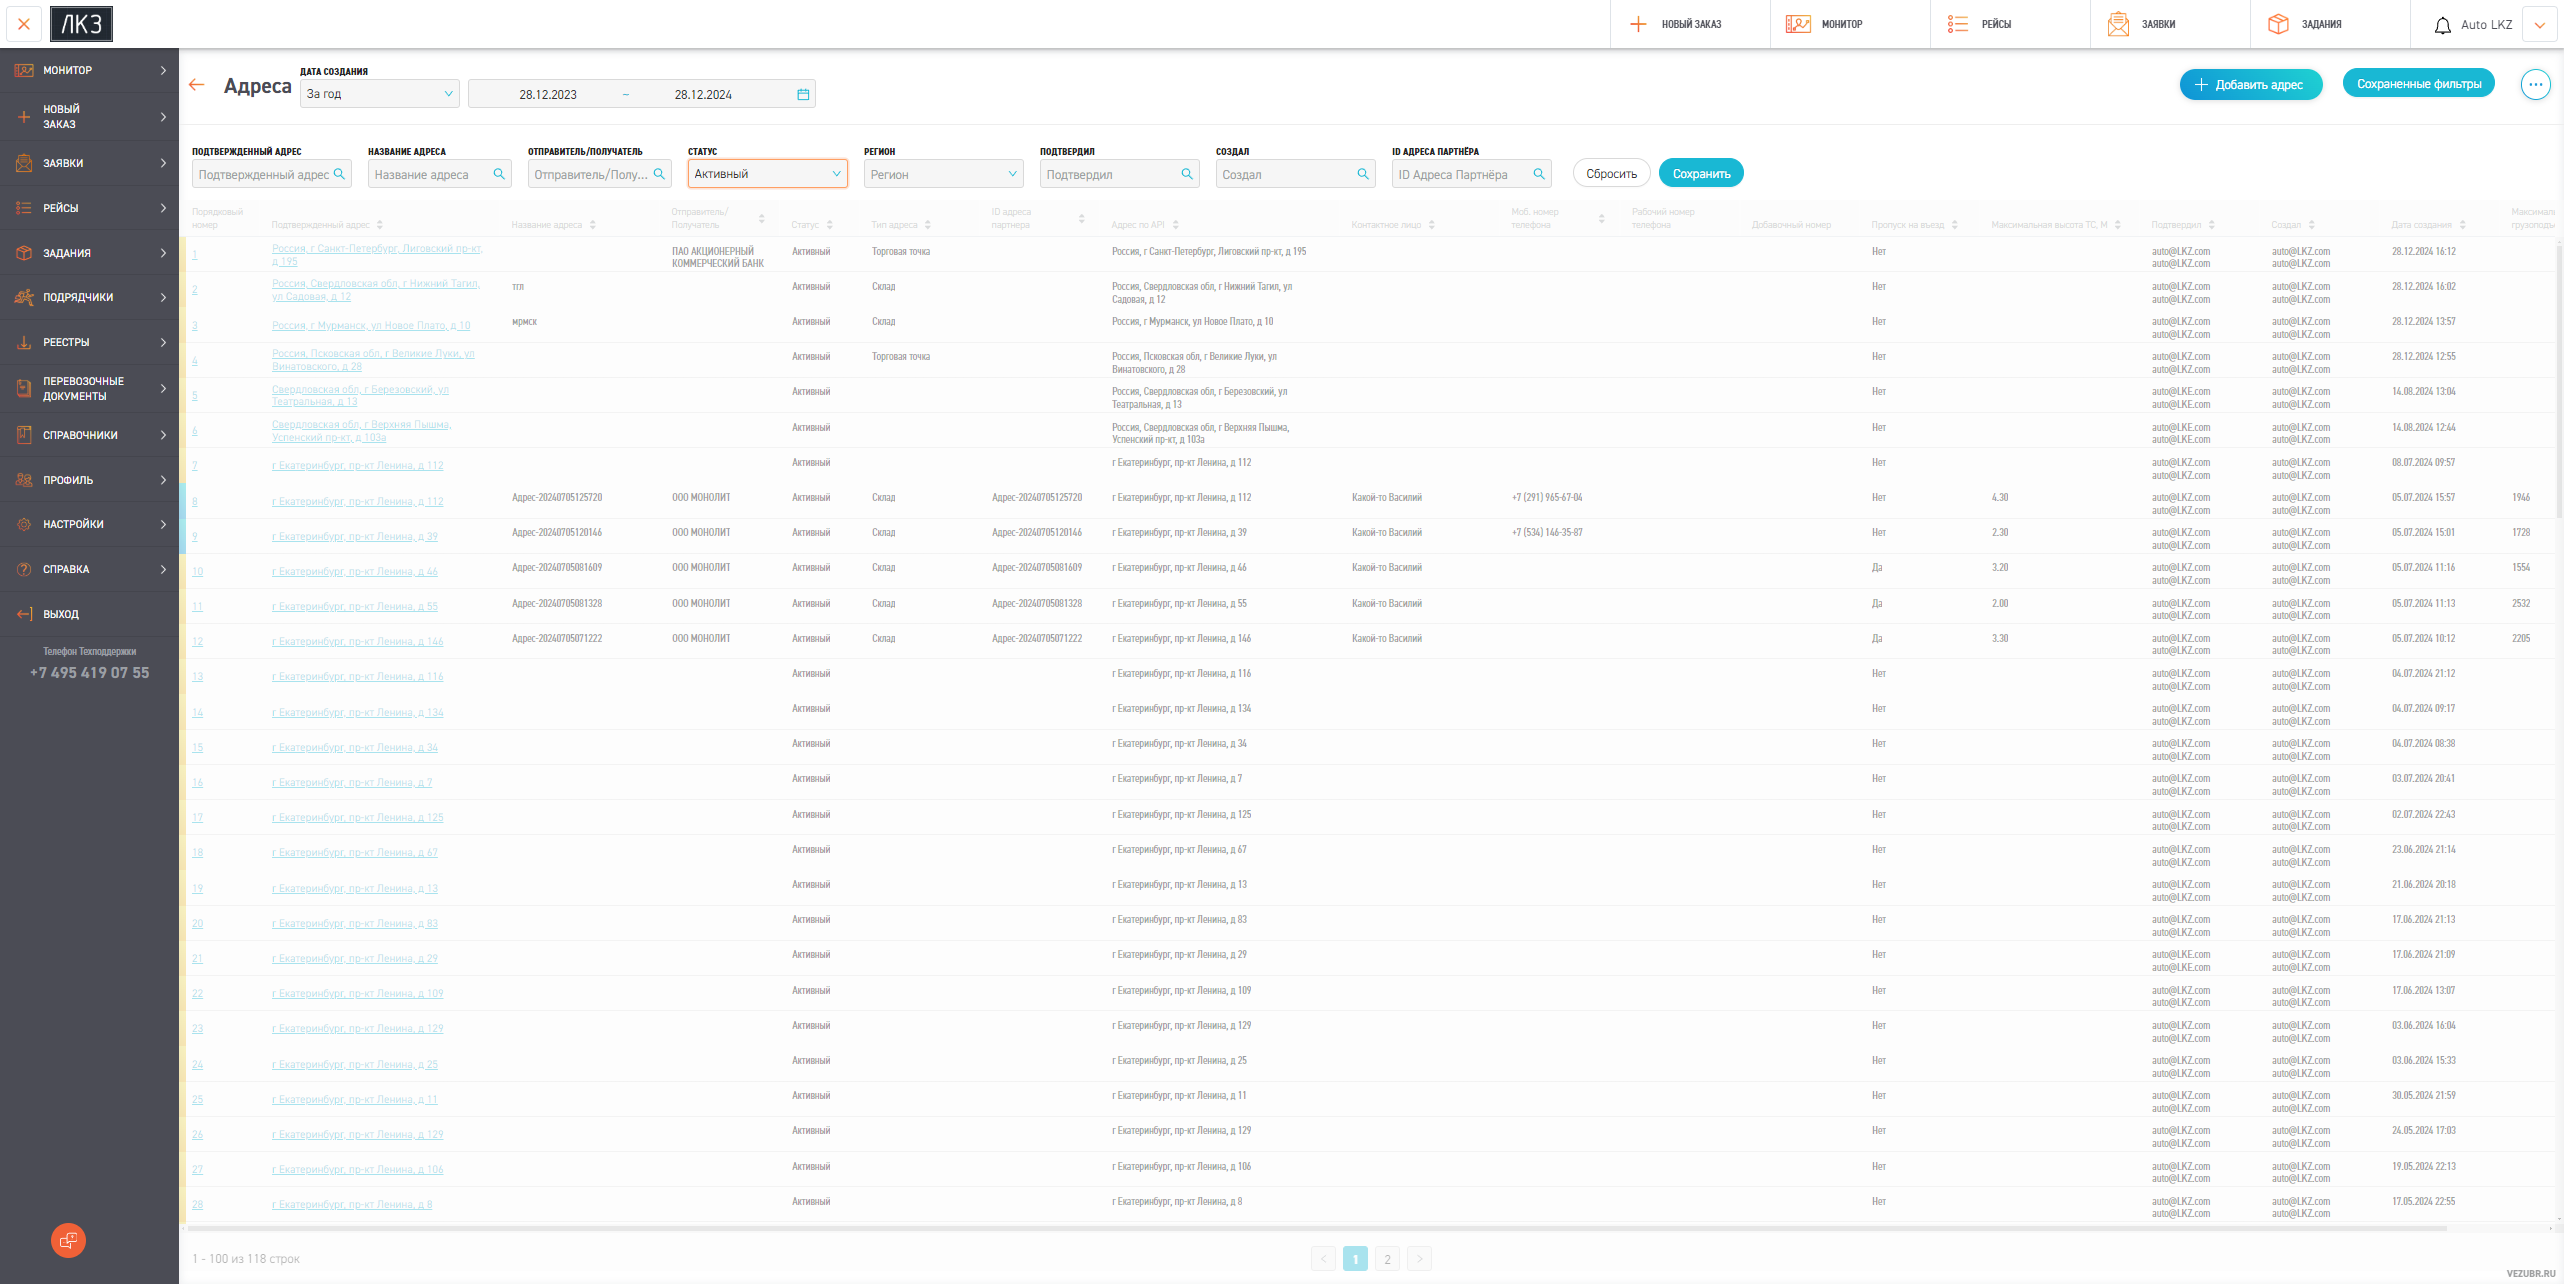 ЛКЗ
НОВЫЙ ЗАКАЗ
МОНИТОР
РЕЙСЫ
ЗАЯВКИ
ЗАДАНИЯ
Auto LKZ
МОНИТОР
НОВЫЙ
ЗАКАЗ
ЗАЯВКИ
РЕЙСЫ
ЗАДАНИЯ
ПОДРЯДЧИКИ
РЕЕСТРЫ
ПЕРЕВОЗОЧНЫЕ
ДОКУМЕНТЫ
СПРАВОЧНИКИ
ПРОФИЛЬ
НАСТРОЙКИ
СПРАВКА
ВЫХОД
Телефон Техподдержки
+7 495 419 07 55
Адреса
ДАТА СОЗДАНИЯ
За год
28.12.2023 ~ 28.12.2024
Добавить адрес
Сохраненные фильтры
ПОДТВЕРЖДЕННЫЙ АДРЕС НАЗВАНИЕ АДРЕСА ОТПРАВИТЕЛЬ/ПОЛУЧАТЕЛЬ СТАТУС РЕГИОН ПОДТВЕРДИЛ СОЗДАЛ ID АДРЕСА ПАРТНЁРА
Подтвержденный адрес Название адреса Отправитель/Полу... Активный Регион Подтвердил Создал ID Адреса Партнёра Сбросить Сохранить
Порядковый номер Подтвержденный адрес Название адреса Отправитель/ Получатель Статус Тип адреса ID адреса партнера Адрес по API Контактное лицо Моб. номер телефона Рабочий номер телефона Добавочный номер Пропуск на въезд Максимальная высота ТС, М Подтвердил Создал Дата создания
1 Россия, г Санкт-Петербург, Лиговский пр-кт, д 195 ПАО АКЦИОНЕРНЫЙ КОММЕРЧЕСКИЙ БАНК Активный Торговая точка Россия, г Санкт-Петербург, Лиговский пр-кт, д 195 Нет auto@LKZ.com auto@LKZ.com auto@LKZ.com auto@LKZ.com 28.12.2024 16:12
2 Россия, Свердловская обл, г Нижний Тагил, ул Садовая, д 12 тгл Активный Склад Россия, Свердловская обл, г Нижний Тагил, ул Садовая, д 12 Нет auto@LKZ.com auto@LKZ.com auto@LKZ.com auto@LKZ.com 28.12.2024 16:02
3 Россия, г Мурманск, ул Новое Плато, д 10 мрмск Активный Склад Россия, г Мурманск, ул Новое Плато, д 10 Нет auto@LKZ.com auto@LKZ.com auto@LKZ.com auto@LKZ.com 28.12.2024 13:57
4 Россия, Псковская обл, г Великие Луки, ул Винатовского, д 28 Активный Торговая точка Россия, Псковская обл, г Великие Луки, ул Винатовского, д 28 Нет auto@LKZ.com auto@LKZ.com auto@LKZ.com auto@LKZ.com 28.12.2024 12:55
5 Свердловская обл, г Березовский, ул Театральная, д 13 Активный Россия, Свердловская обл, г Березовский, ул Театральная, д 13 Нет auto@LKE.com auto@LKE.com auto@LKZ.com auto@LKZ.com 14.08.2024 13:04
6 Свердловская обл, г Верхняя Пышма, Успенский пр-кт, д 103а Активный Россия, Свердловская обл, г Верхняя Пышма, Успенский пр-кт, д 103а Нет auto@LKE.com auto@LKE.com auto@LKZ.com auto@LKZ.com 14.08.2024 12:44
7 г Екатеринбург, пр-кт Ленина, д 112 Активный г Екатеринбург, пр-кт Ленина, д 112 Нет auto@LKZ.com auto@LKZ.com auto@LKZ.com auto@LKZ.com 08.07.2024 09:57
8 г Екатеринбург, пр-кт Ленина, д 112 Адрес-20240705125720 ООО МОНОЛИТ Активный Склад Адрес-20240705125720 г Екатеринбург, пр-кт Ленина, д 112 Какой-то Василий +7 (291) 965-67-04 Нет 4.30 auto@LKZ.com auto@LKZ.com auto@LKZ.com auto@LKZ.com 05.07.2024 15:57 1946
9 г Екатеринбург, пр-кт Ленина, д 39 Адрес-20240705120146 ООО МОНОЛИТ Активный Склад Адрес-20240705120146 г Екатеринбург, пр-кт Ленина, д 39 Какой-то Василий +7 (534) 146-35-87 Нет 2.30 auto@LKZ.com auto@LKZ.com auto@LKZ.com auto@LKZ.com 05.07.2024 15:01 1728
10 г Екатеринбург, пр-кт Ленина, д 46 Адрес-20240705081609 ООО МОНОЛИТ Активный Склад Адрес-20240705081609 г Екатеринбург, пр-кт Ленина, д 46 Какой-то Василий Да 3.20 auto@LKZ.com auto@LKZ.com auto@LKZ.com auto@LKZ.com 05.07.2024 11:16 1554
11 г Екатеринбург, пр-кт Ленина, д 55 Адрес-20240705081328 ООО МОНОЛИТ Активный Склад Адрес-20240705081328 г Екатеринбург, пр-кт Ленина, д 55 Какой-то Василий Да 2.00 auto@LKZ.com auto@LKZ.com auto@LKZ.com auto@LKZ.com 05.07.2024 11:13 2532
12 г Екатеринбург, пр-кт Ленина, д 146 Адрес-20240705071222 ООО МОНОЛИТ Активный Склад Адрес-20240705071222 г Екатеринбург, пр-кт Ленина, д 146 Какой-то Василий Да 3.30 auto@LKZ.com auto@LKZ.com auto@LKZ.com auto@LKZ.com 05.07.2024 10:12 2205
13 г Екатеринбург, пр-кт Ленина, д 116 Активный г Екатеринбург, пр-кт Ленина, д 116 Нет auto@LKZ.com auto@LKZ.com auto@LKZ.com auto@LKZ.com 04.07.2024 21:12
14 г Екатеринбург, пр-кт Ленина, д 134 Активный г Екатеринбург, пр-кт Ленина, д 134 Нет auto@LKZ.com auto@LKZ.com auto@LKZ.com auto@LKZ.com 04.07.2024 09:17
15 г Екатеринбург, пр-кт Ленина, д 34 Активный г Екатеринбург, пр-кт Ленина, д 34 Нет auto@LKZ.com auto@LKZ.com auto@LKZ.com auto@LKZ.com 04.07.2024 08:38
16 г Екатеринбург, пр-кт Ленина, д 7 Активный г Екатеринбург, пр-кт Ленина, д 7 Нет auto@LKZ.com auto@LKZ.com auto@LKZ.com auto@LKZ.com 03.07.2024 20:41
17 г Екатеринбург, пр-кт Ленина, д 125 Активный г Екатеринбург, пр-кт Ленина, д 125 Нет auto@LKZ.com auto@LKZ.com auto@LKZ.com auto@LKZ.com 02.07.2024 22:43
18 г Екатеринбург, пр-кт Ленина, д 67 Активный г Екатеринбург, пр-кт Ленина, д 67 Нет auto@LKZ.com auto@LKZ.com auto@LKZ.com auto@LKZ.com 23.06.2024 21:14
19 г Екатеринбург, пр-кт Ленина, д 13 Активный г Екатеринбург, пр-кт Ленина, д 13 Нет auto@LKZ.com auto@LKZ.com auto@LKZ.com auto@LKZ.com 21.06.2024 20:18
20 г Екатеринбург, пр-кт Ленина, д 83 Активный г Екатеринбург, пр-кт Ленина, д 83 Нет auto@LKZ.com auto@LKZ.com auto@LKZ.com auto@LKZ.com 17.06.2024 21:13
21 г Екатеринбург, пр-кт Ленина, д 29 Активный г Екатеринбург, пр-кт Ленина, д 29 Нет auto@LKE.com auto@LKE.com auto@LKZ.com auto@LKZ.com 17.06.2024 21:09
22 г Екатеринбург, пр-кт Ленина, д 109 Активный г Екатеринбург, пр-кт Ленина, д 109 Нет auto@LKZ.com auto@LKZ.com auto@LKZ.com auto@LKZ.com 17.06.2024 13:07
23 г Екатеринбург, пр-кт Ленина, д 129 Активный г Екатеринбург, пр-кт Ленина, д 129 Нет auto@LKZ.com auto@LKZ.com auto@LKZ.com auto@LKZ.com 03.06.2024 16:04
24 г Екатеринбург, пр-кт Ленина, д 25 Активный г Екатеринбург, пр-кт Ленина, д 25 Нет auto@LKZ.com auto@LKZ.com auto@LKZ.com auto@LKZ.com 03.06.2024 15:33
25 г Екатеринбург, пр-кт Ленина, д 11 Активный г Екатеринбург, пр-кт Ленина, д 11 Нет auto@LKZ.com auto@LKZ.com auto@LKZ.com auto@LKZ.com 30.05.2024 21:59
26 г Екатеринбург, пр-кт Ленина, д 129 Активный г Екатеринбург, пр-кт Ленина, д 129 Нет auto@LKZ.com auto@LKZ.com auto@LKZ.com auto@LKZ.com 24.05.2024 17:03
27 г Екатеринбург, пр-кт Ленина, д 106 Активный г Екатеринбург, пр-кт Ленина, д 106 Нет auto@LKZ.com auto@LKZ.com auto@LKZ.com auto@LKZ.com 19.05.2024 22:13
28 г Екатеринбург, пр-кт Ленина, д 8 Активный г Екатеринбург, пр-кт Ленина, д 8 Нет auto@LKZ.com auto@LKZ.com auto@LKZ.com auto@LKZ.com 17.05.2024 22:55
1 - 100 из 118 строк
1 2
VEZUBR.RU